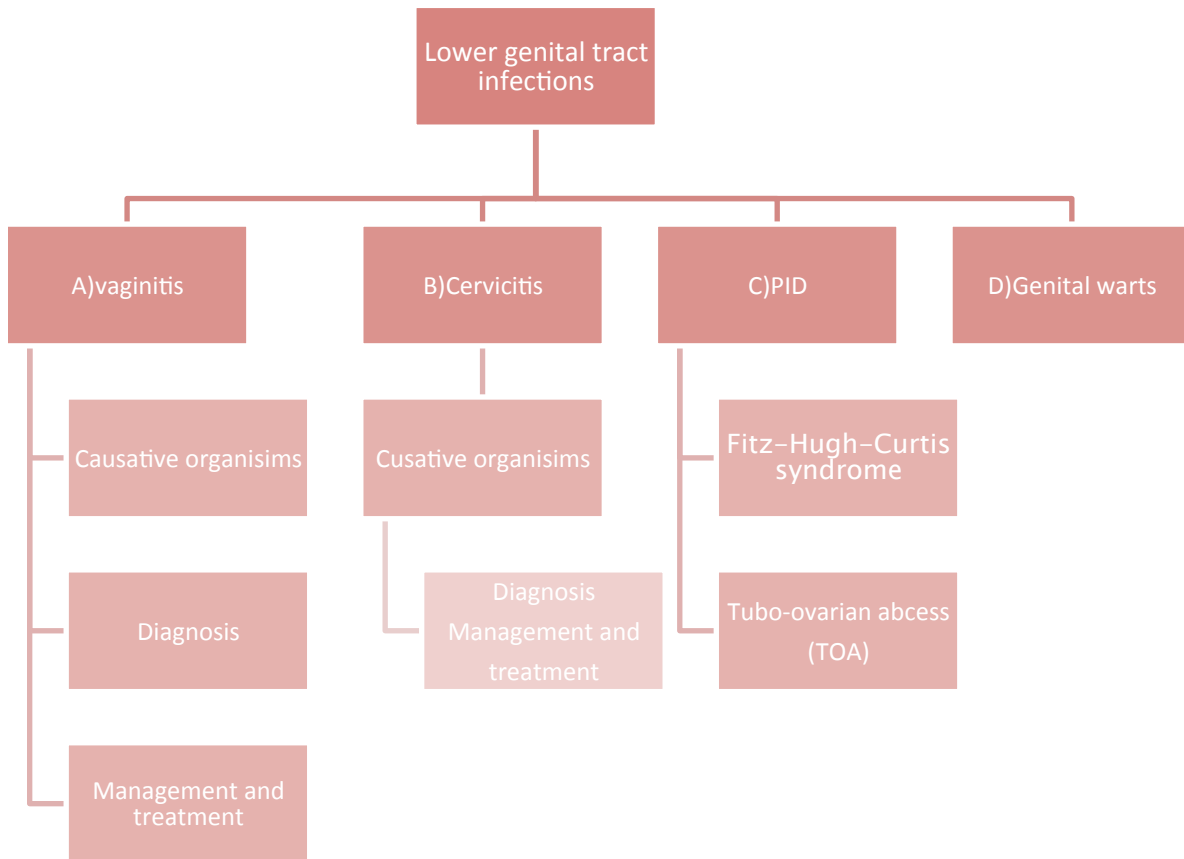 Lower genital tract
infections
A)vaginitis
B)Cervicitis
C)PID
D)Genital warts
Causative organisims
Diagnosis
Management and
treatment
Cusative organisims
Diagnosis
Management and
treatment
Fitz-Hugh-Curtis
syndrome
Tubo-ovarian abcess
(TOA)